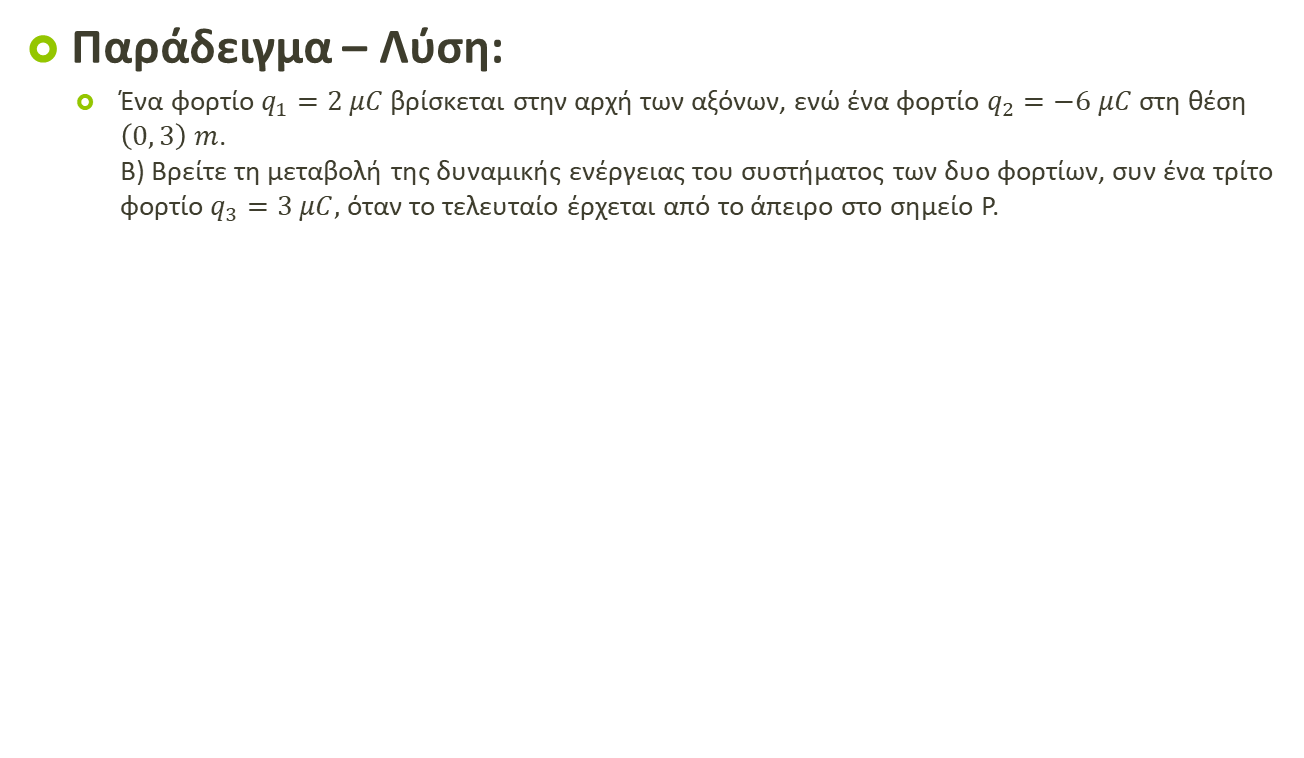 Παράδειγμα – Λύση:
Ένα φορτίο q₁ = 2 μC βρίσκεται στην αρχή των αξόνων, ενώ ένα φορτίο q₂ = −6 μC στη θέση
(0, 3) m.
Β) Βρείτε τη μεταβολή της δυναμικής ενέργειας του συστήματος των δυο φορτίων, συν ένα τρίτο
φορτίο q₃ = 3 μC, όταν το τελευταίο έρχεται από το άπειρο στο σημείο P.